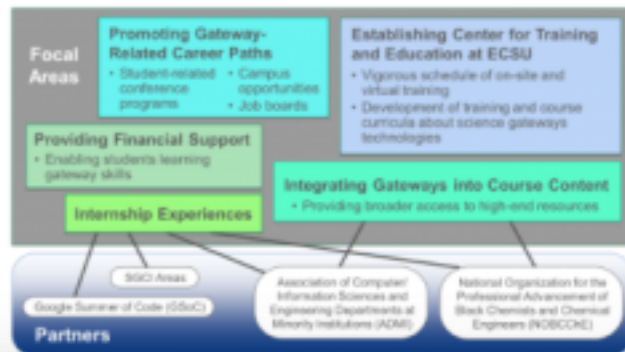 Focal
Areas
Promoting Gateway-
Related Career Paths
• Student-related
conference
programs
• Campus
opportunities
• Job boards
Establishing Center for Training
and Education at ECSU
• Vigorous schedule of on-site and
virtual training
• Development of training and course
curricula about science gateways
technologies
Providing Financial Support
• Enabling students learning
gateway skills
Integrating Gateways into Course Content
• Providing broader access to high-end resources
Internship Experiences
SGCI Areas
Google Summer of Code (GSoC)
Association of Computer/
Information Sciences and
Engineering Departments at
Minority Institutions (ADMI)
National Organization for the
Professional Advancement of
Black Chemists and Chemical
Engineers (NOBCChE)
Partners